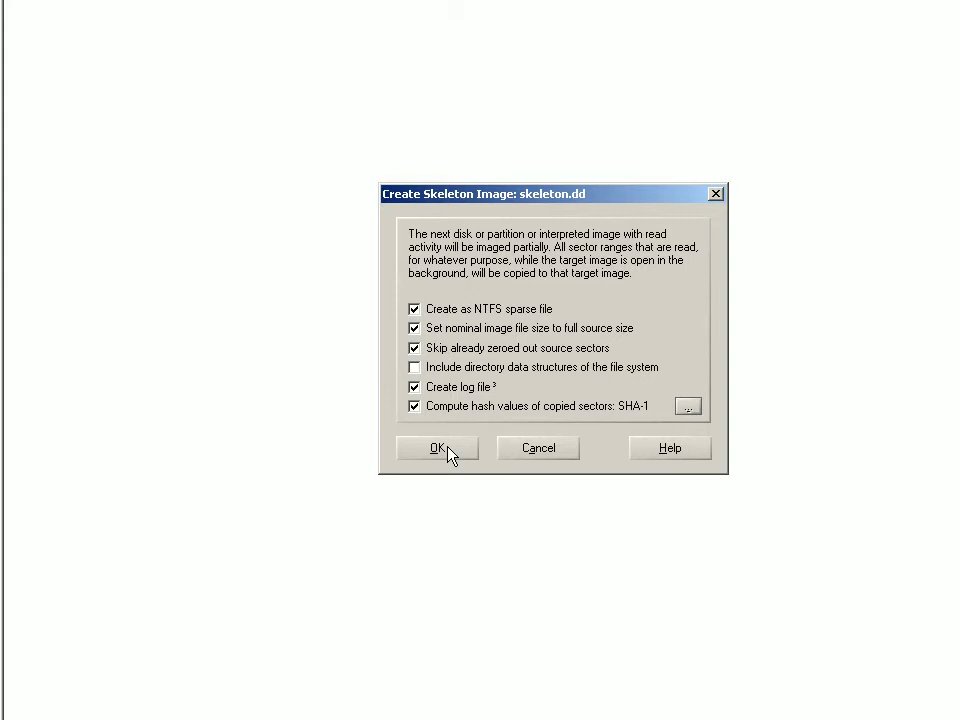 Create Skeleton Image: skeleton.dd
The next disk or partition or interpreted image with read
activity will be imaged partially. All sector ranges that are read,
for whatever purpose, while the target image is open in the
background, will be copied to that target image.
Create as NTFS sparse file
Set nominal image file size to full source size
Skip already zeroed out source sectors
Include directory data structures of the file system
Create log file ³
Compute hash values of copied sectors: SHA-1 ...
OK Cancel Help